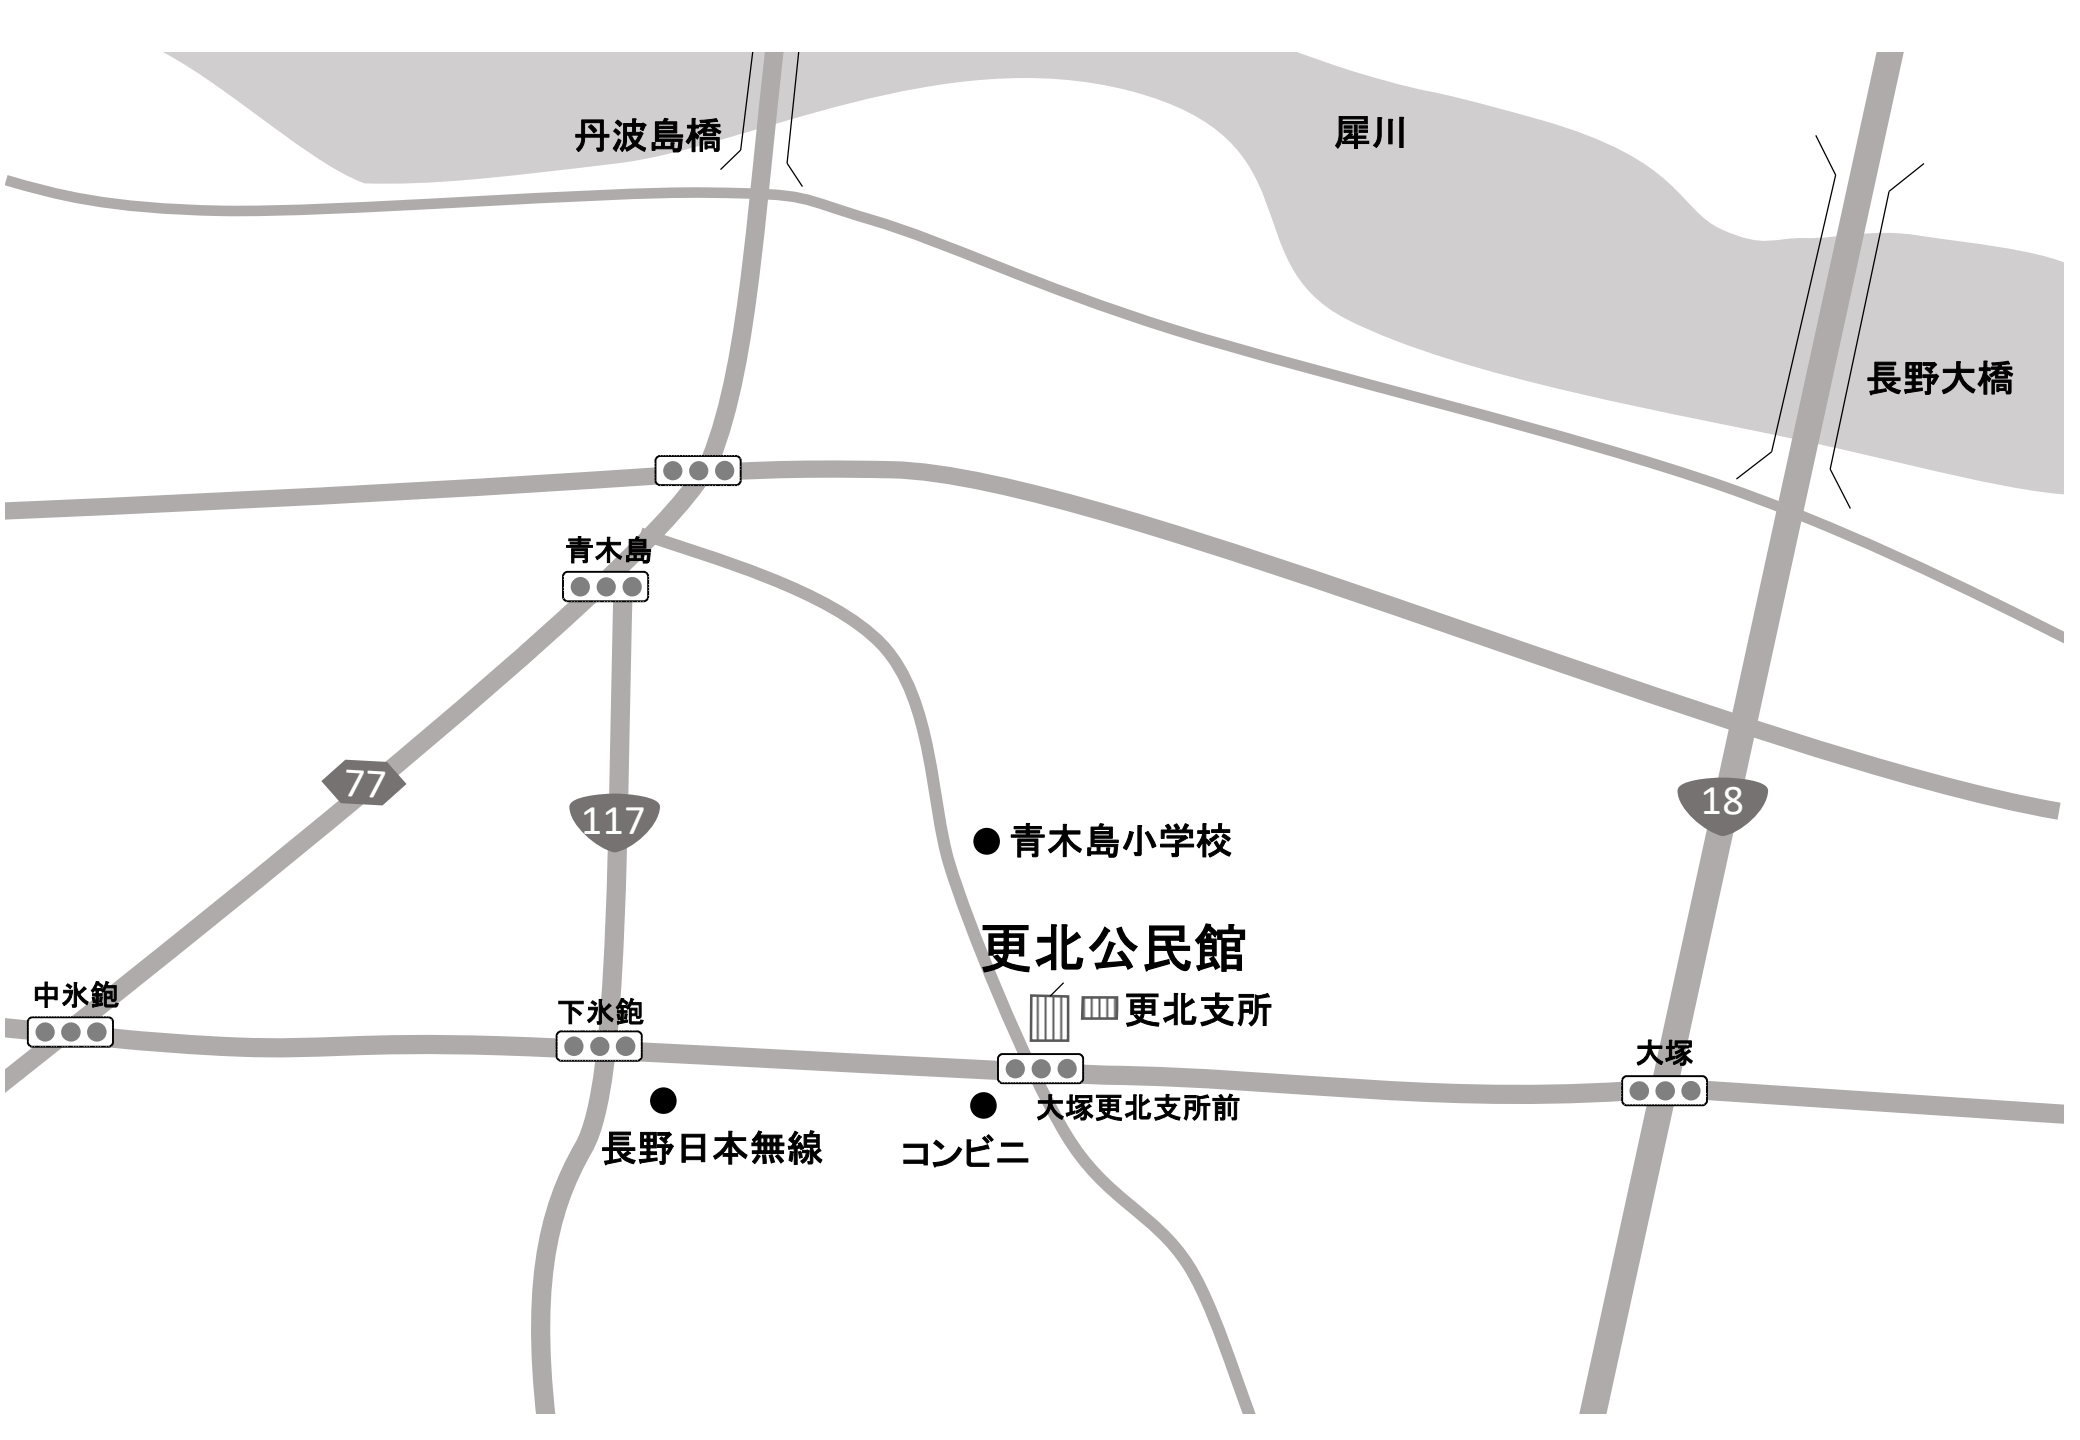 丹波島橋
犀川
長野大橋
青木島
77
117
18
青木島小学校
更北公民館
更北支所
中氷鉋
下氷鉋
大塚
大塚更北支所前
長野日本無線
コンビニ